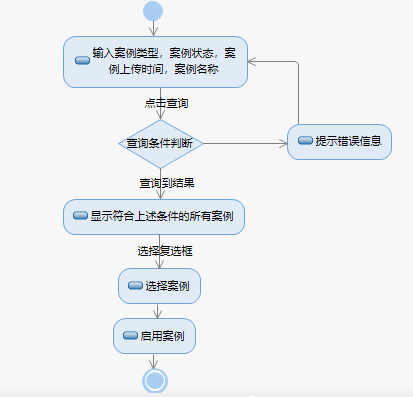 输入案例类型，案例状态，案
例上传时间，案例名称
点击查询
查询条件判断
提示错误信息
查询到结果
显示符合上述条件的所有案例
选择复选框
选择案例
启用案例